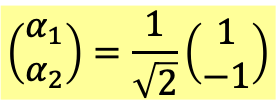 (α₁ α₂) = 1/√2 (1 −1)